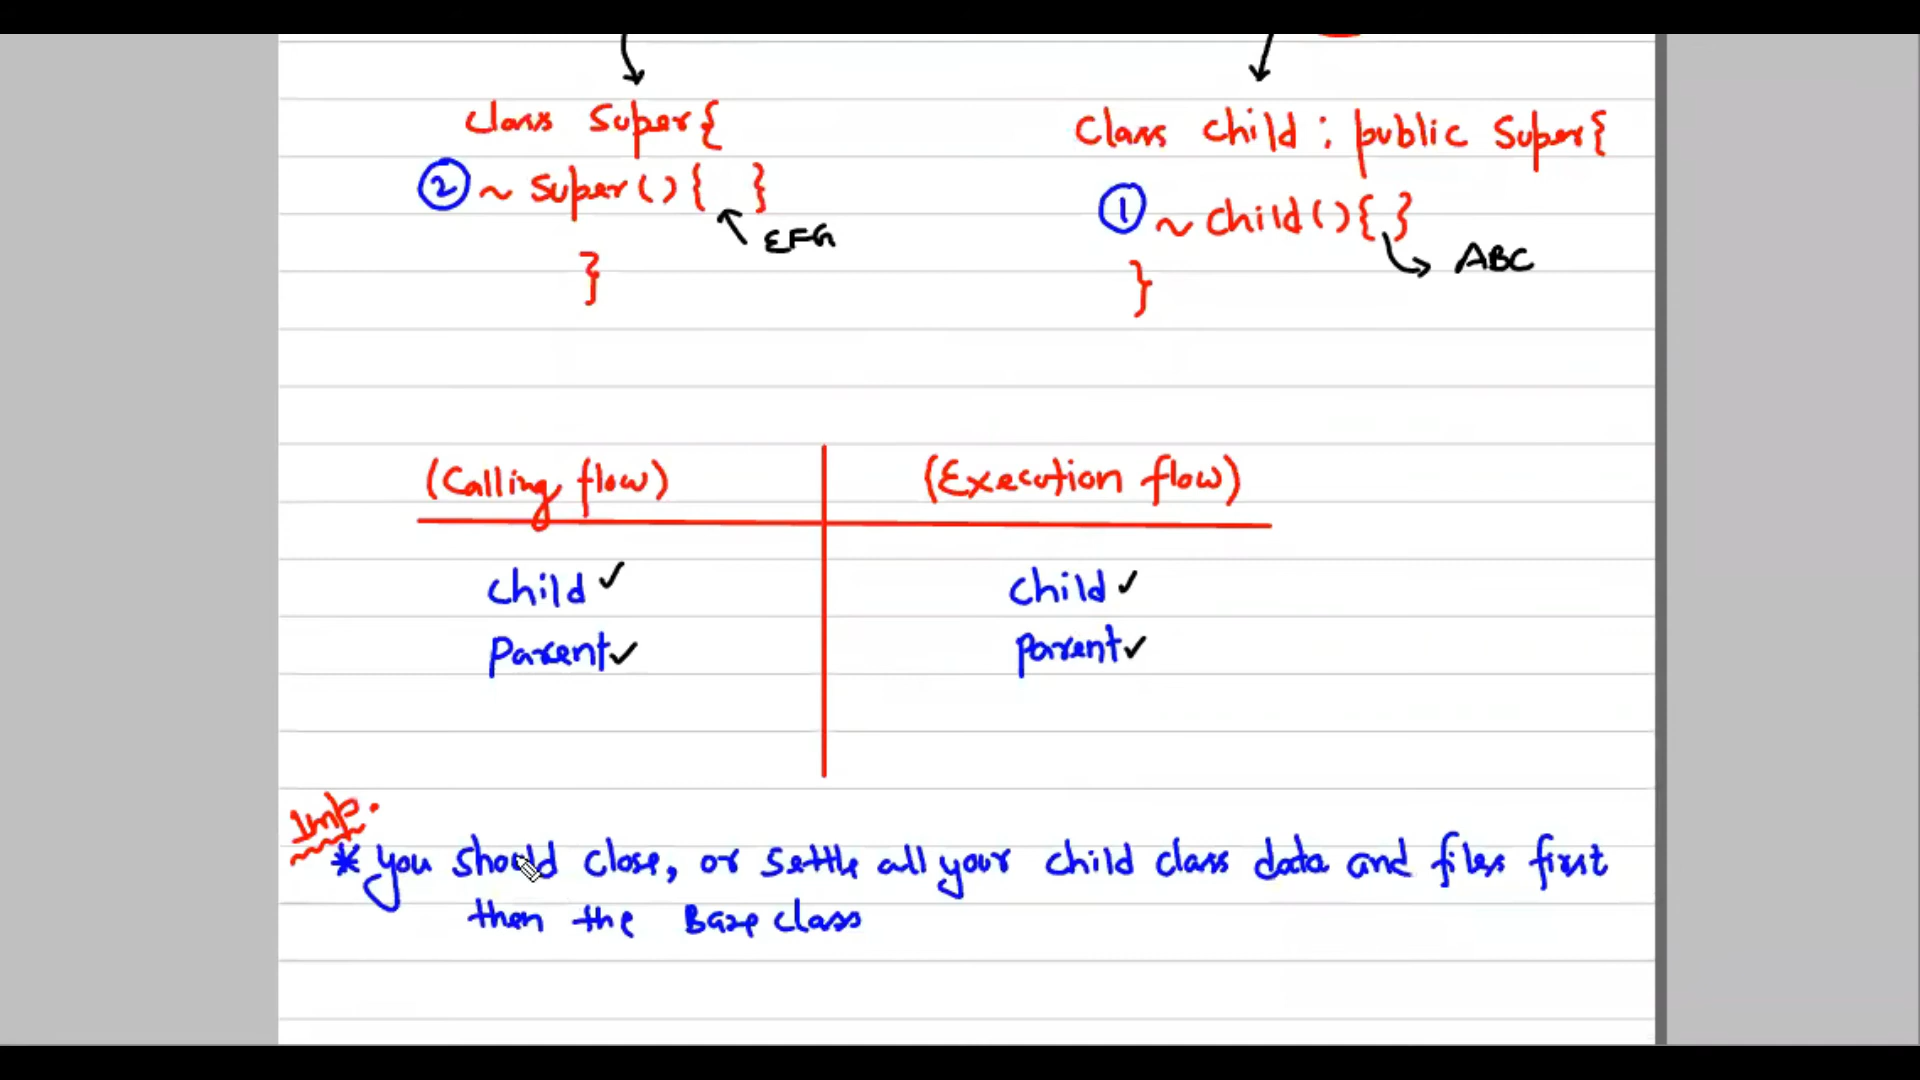 class Super{
② ~ Super(){ }
EFG
}
Class Child : public Super{
① ~ Child(){ }
ABC
}
(Calling flow)
(Execution flow)
Child ✓
Child ✓
Parent ✓
Parent ✓
Imp.
* You should close, or settle all your child class data and files first
then the Base class